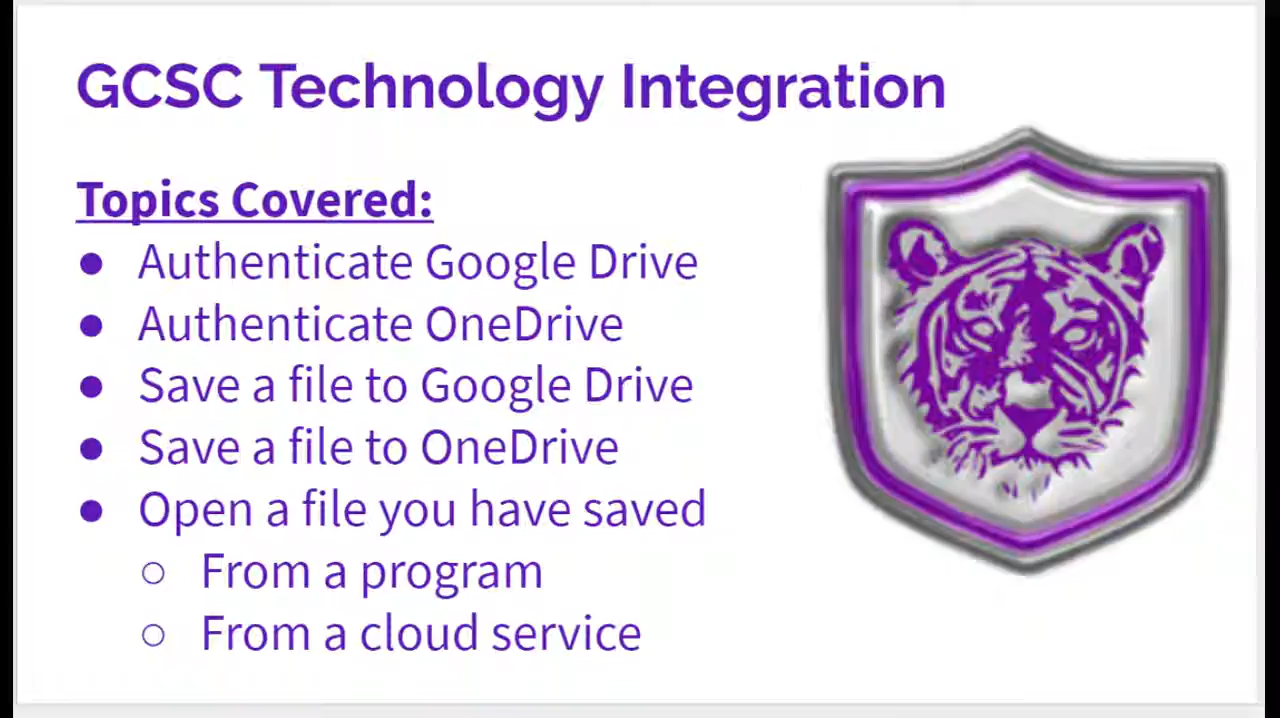 GCSC Technology Integration
Topics Covered:
● Authenticate Google Drive
● Authenticate OneDrive
● Save a file to Google Drive
● Save a file to OneDrive
● Open a file you have saved
○ From a program
○ From a cloud service